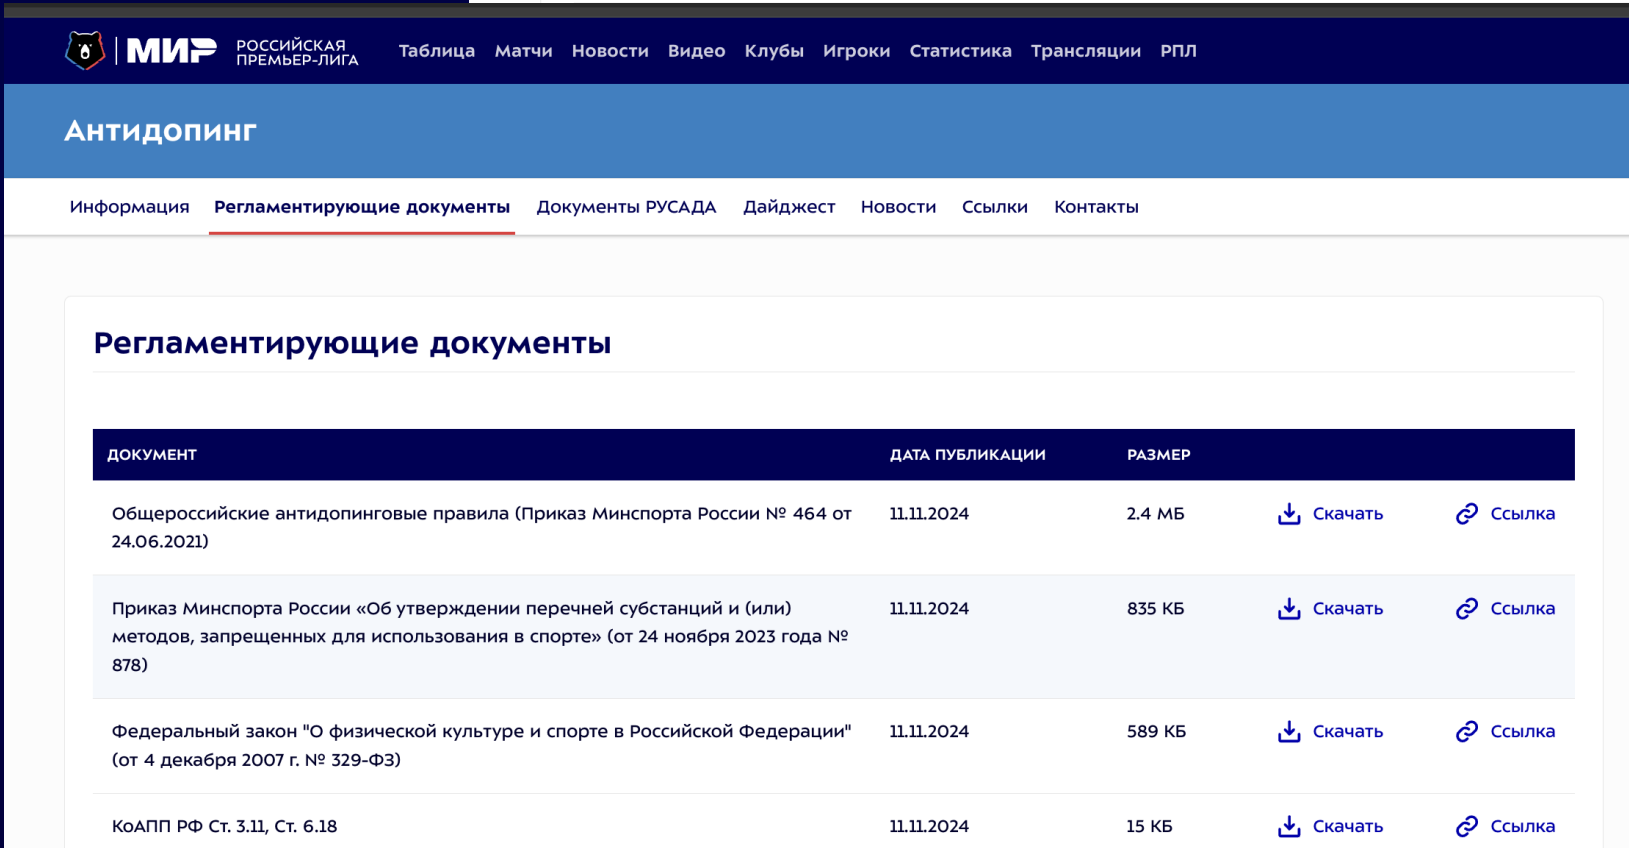 МИР
РОССИЙСКАЯ
ПРЕМЬЕР-ЛИГА
Таблица Матчи Новости Видео Клубы Игроки Статистика Трансляции РПЛ
Антидопинг
Информация Регламентирующие документы Документы РУСАДА Дайджест Новости Ссылки Контакты
Регламентирующие документы
ДОКУМЕНТ ДАТА ПУБЛИКАЦИИ РАЗМЕР
Общероссийские антидопинговые правила (Приказ Минспорта России № 464 от 11.11.2024 2.4 МБ Скачать Ссылка
24.06.2021)
Приказ Минспорта России «Об утверждении перечней субстанций и (или) 11.11.2024 835 КБ Скачать Ссылка
методов, запрещенных для использования в спорте» (от 24 ноября 2023 года №
878)
Федеральный закон "О физической культуре и спорте в Российской Федерации" 11.11.2024 589 КБ Скачать Ссылка
(от 4 декабря 2007 г. № 329-ФЗ)
КоАПП РФ Ст. 3.11, Ст. 6.18 11.11.2024 15 КБ Скачать Ссылка